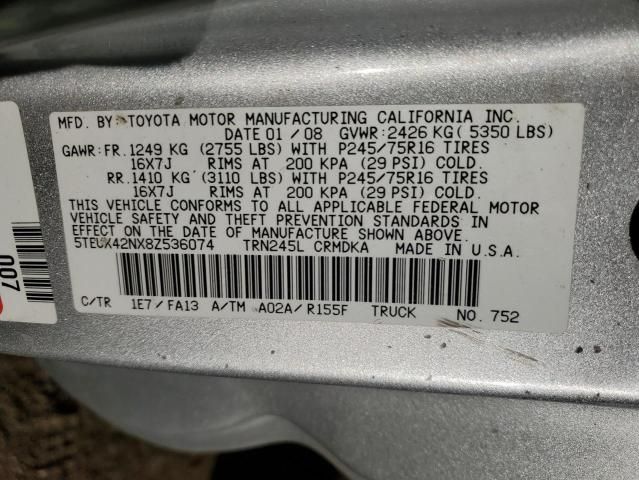 MFD. BY: TOYOTA MOTOR MANUFACTURING CALIFORNIA INC.
DATE 01 / 08 GVWR: 2426 KG ( 5350 LBS)
GAWR: FR. 1249 KG (2755 LBS) WITH P245/75R16 TIRES
16X7J RIMS AT 200 KPA (29 PSI) COLD.
RR. 1410 KG (3110 LBS) WITH P245/75R16 TIRES
16X7J RIMS AT 200 KPA (29 PSI) COLD.
THIS VEHICLE CONFORMS TO ALL APPLICABLE FEDERAL MOTOR
VEHICLE SAFETY AND THEFT PREVENTION STANDARDS IN
EFFECT ON THE DATE OF MANUFACTURE SHOWN ABOVE.
5TEUX42NX8Z536074 TRN245L CRMDKA MADE IN U.S.A.
C/TR 1E7 / FA13 A/TM A02A / R155F TRUCK NO. 752
007